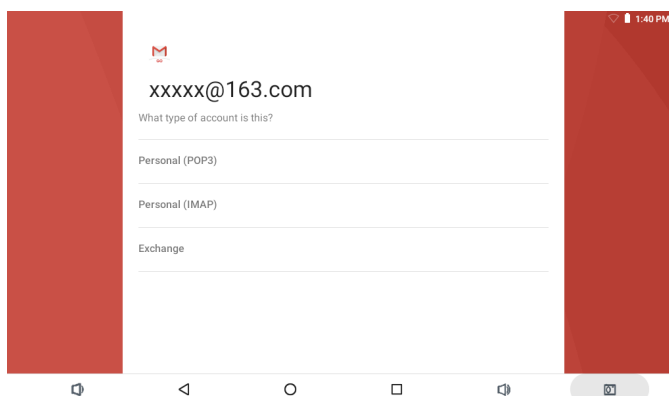 1:40 PM
xxxxx@163.com
What type of account is this?
Personal (POP3)
Personal (IMAP)
Exchange